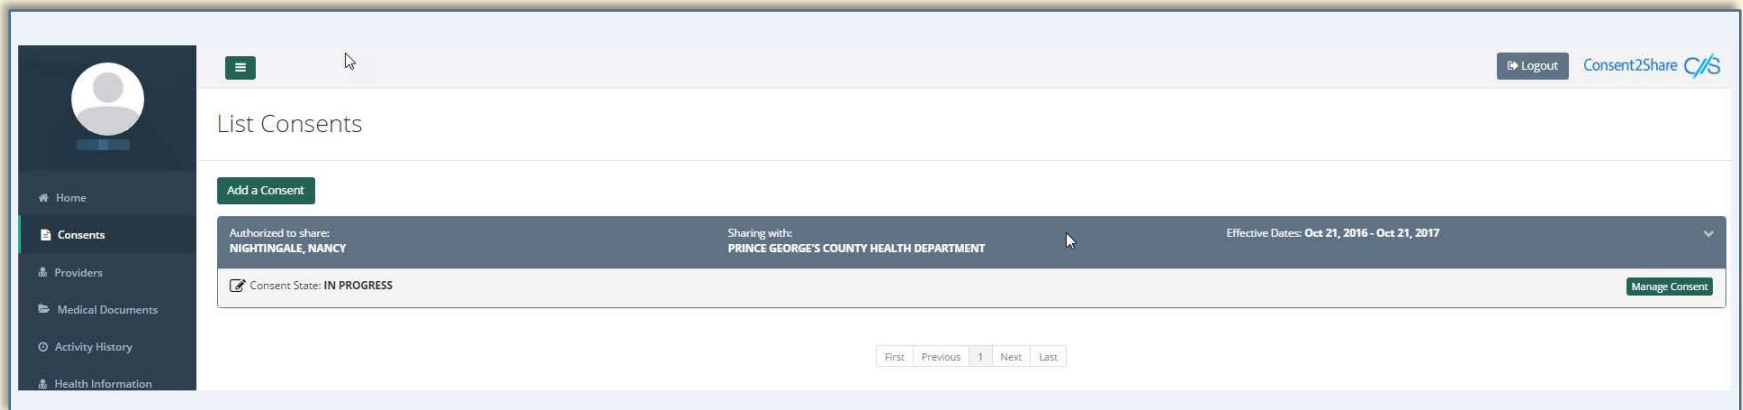 Logout
Consent2Share C//S
List Consents
Home
Add a Consent
Consents
Authorized to share:
NIGHTINGALE, NANCY
Sharing with:
PRINCE GEORGE'S COUNTY HEALTH DEPARTMENT
Effective Dates: Oct 21, 2016 - Oct 21, 2017
Providers
Consent State: IN PROGRESS
Manage Consent
Medical Documents
Activity History
First Previous 1 Next Last
Health Information